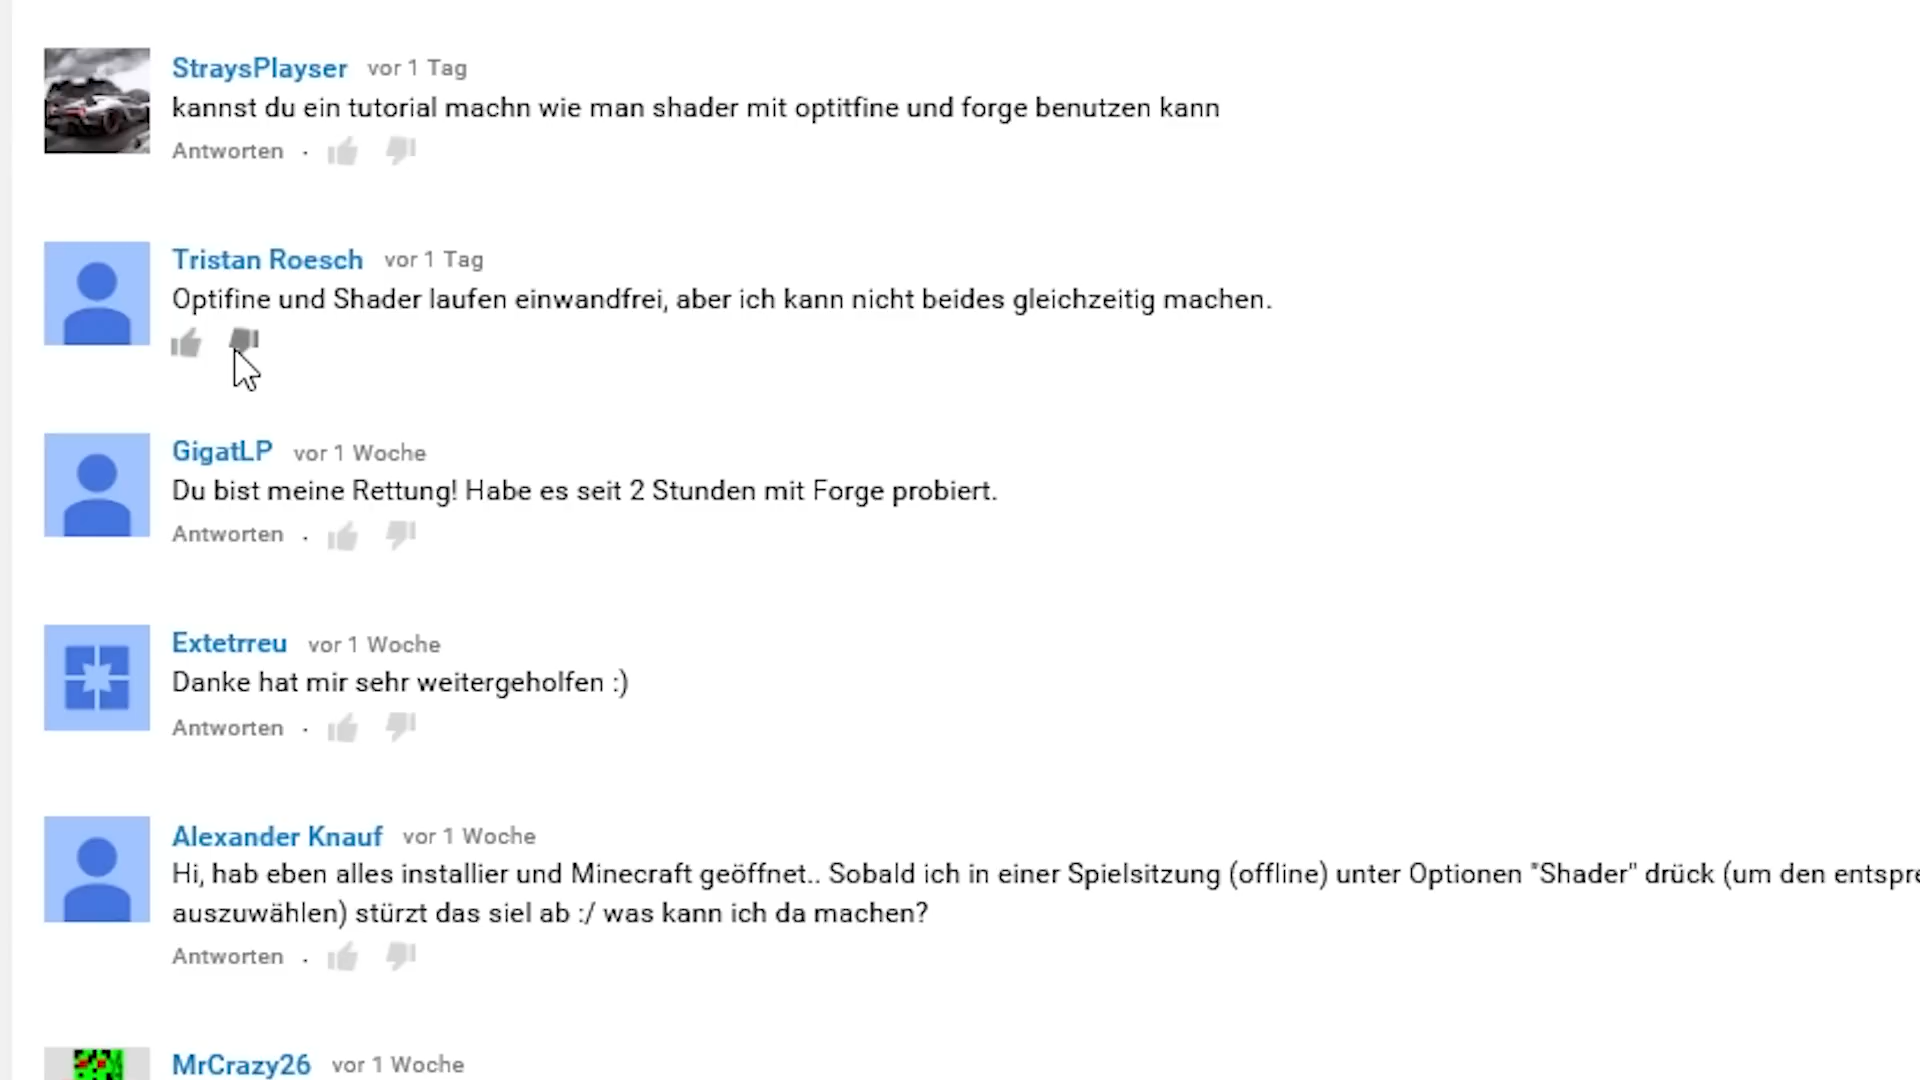 StraysPlayser vor 1 Tag
kannst du ein tutorial machn wie man shader mit optitfine und forge benutzen kann
Antworten ·
Tristan Roesch vor 1 Tag
Optifine und Shader laufen einwandfrei, aber ich kann nicht beides gleichzeitig machen.
GigatLP vor 1 Woche
Du bist meine Rettung! Habe es seit 2 Stunden mit Forge probiert.
Antworten ·
Extetrreu vor 1 Woche
Danke hat mir sehr weitergeholfen :)
Antworten ·
Alexander Knauf vor 1 Woche
Hi, hab eben alles installier und Minecraft geöffnet.. Sobald ich in einer Spielsitzung (offline) unter Optionen "Shader" drück (um den
auszuwählen) stürzt das siel ab :/ was kann ich da machen?
Antworten ·
MrCrazy26 vor 1 Woche